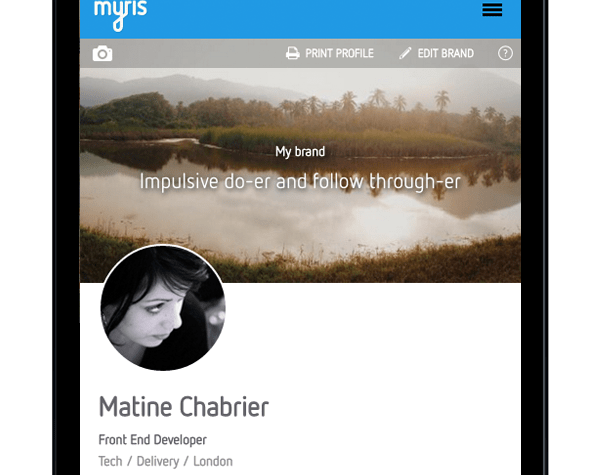 myris
PRINT PROFILE
EDIT BRAND
?
My brand
Impulsive do-er and follow through-er
Matine Chabrier
Front End Developer
Tech / Delivery / London